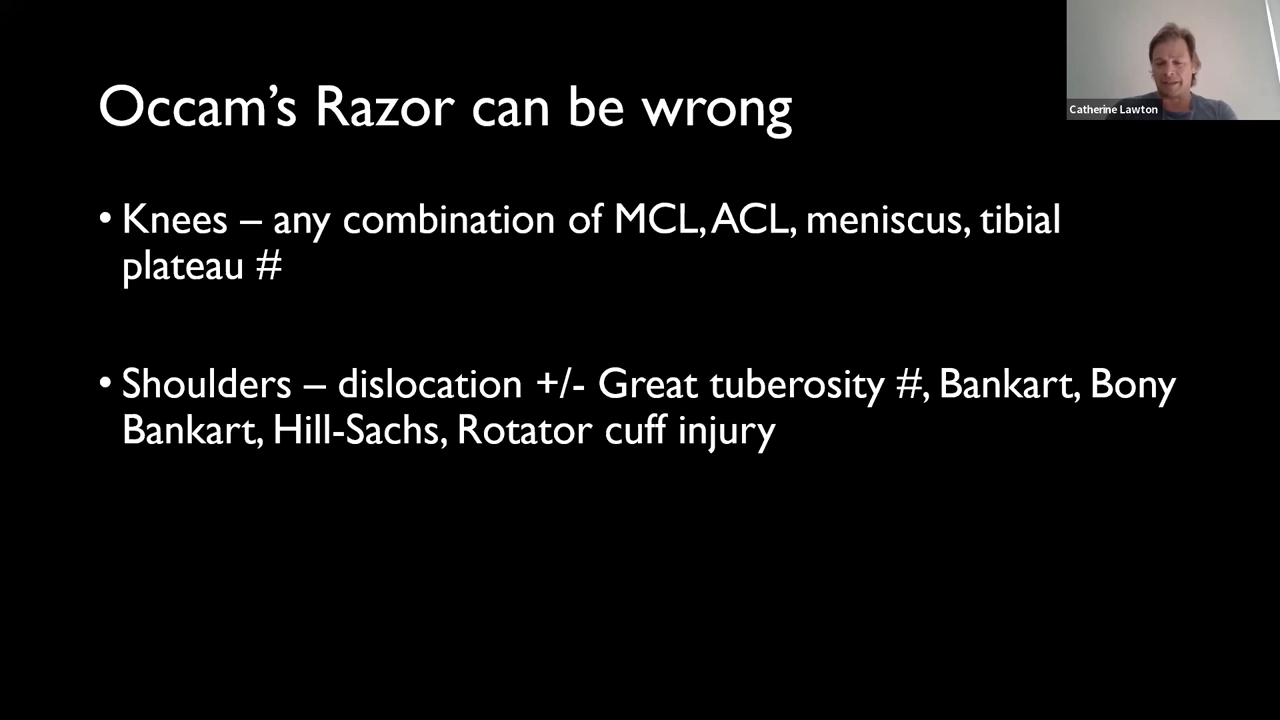 Occam's Razor can be wrong
Catherine Lawton
• Knees – any combination of MCL, ACL, meniscus, tibial
plateau #
• Shoulders – dislocation +/- Great tuberosity #, Bankart, Bony
Bankart, Hill-Sachs, Rotator cuff injury